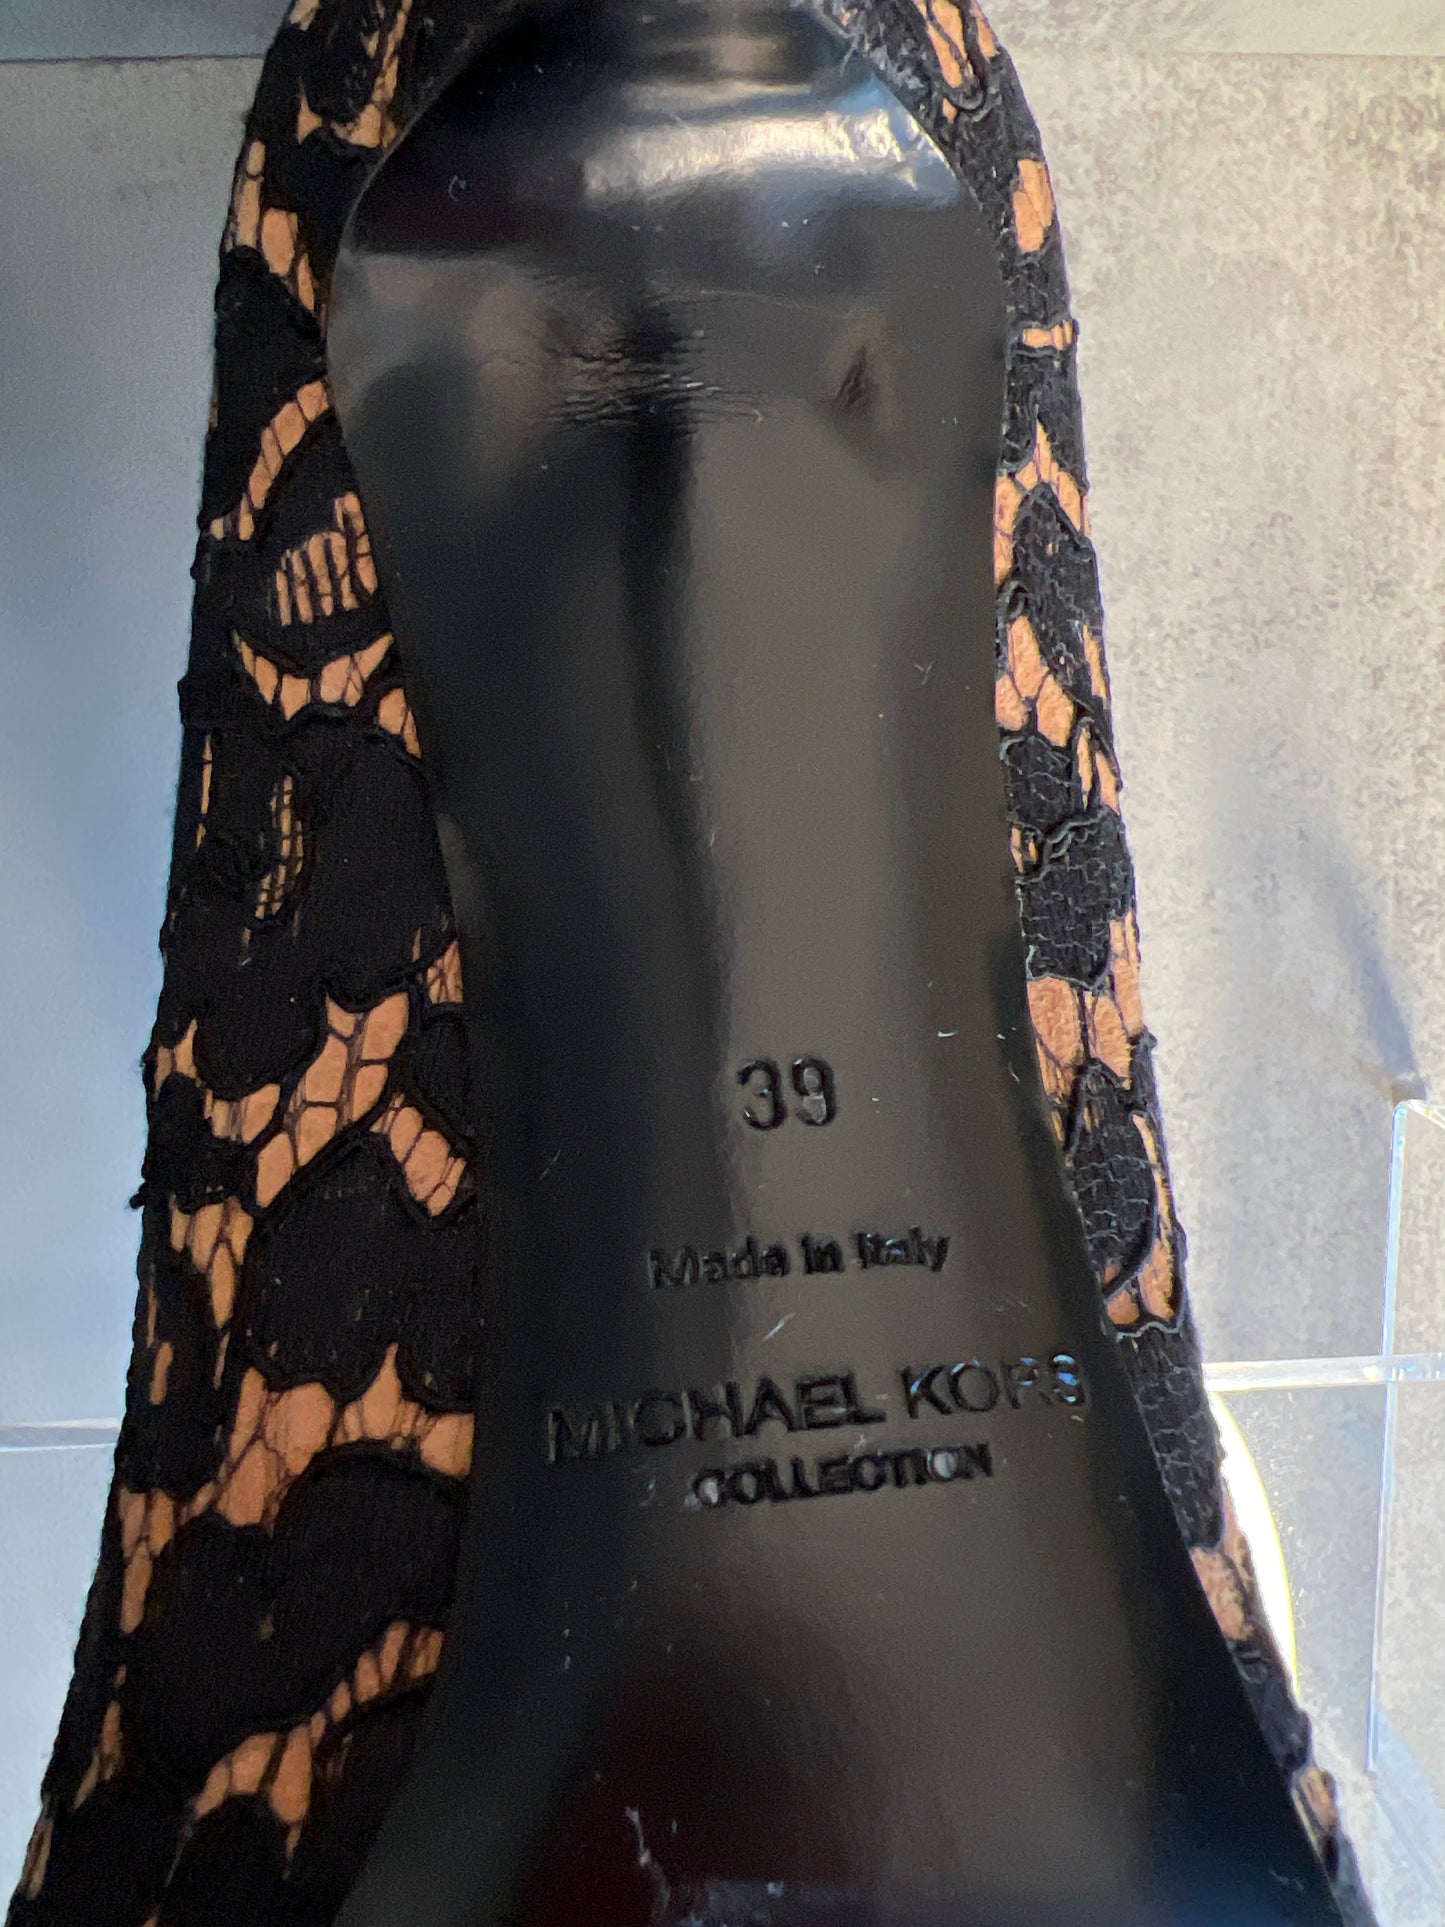 39
Made in Italy
MICHAEL KORS
COLLECTION